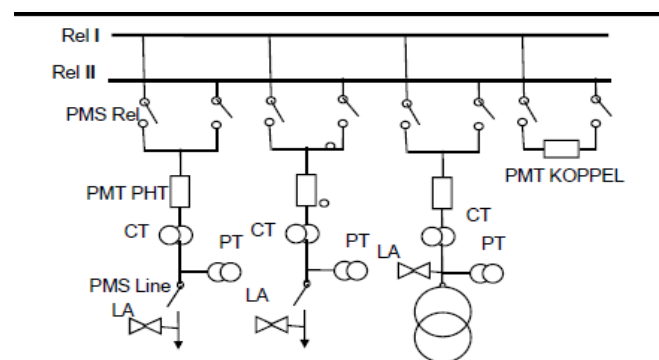 Rel I
Rel II
PMS Rel
PMT KOPPEL
PMT PHT
CT
PT
CT
PT
CT
PT
LA
PMS Line
LA
LA